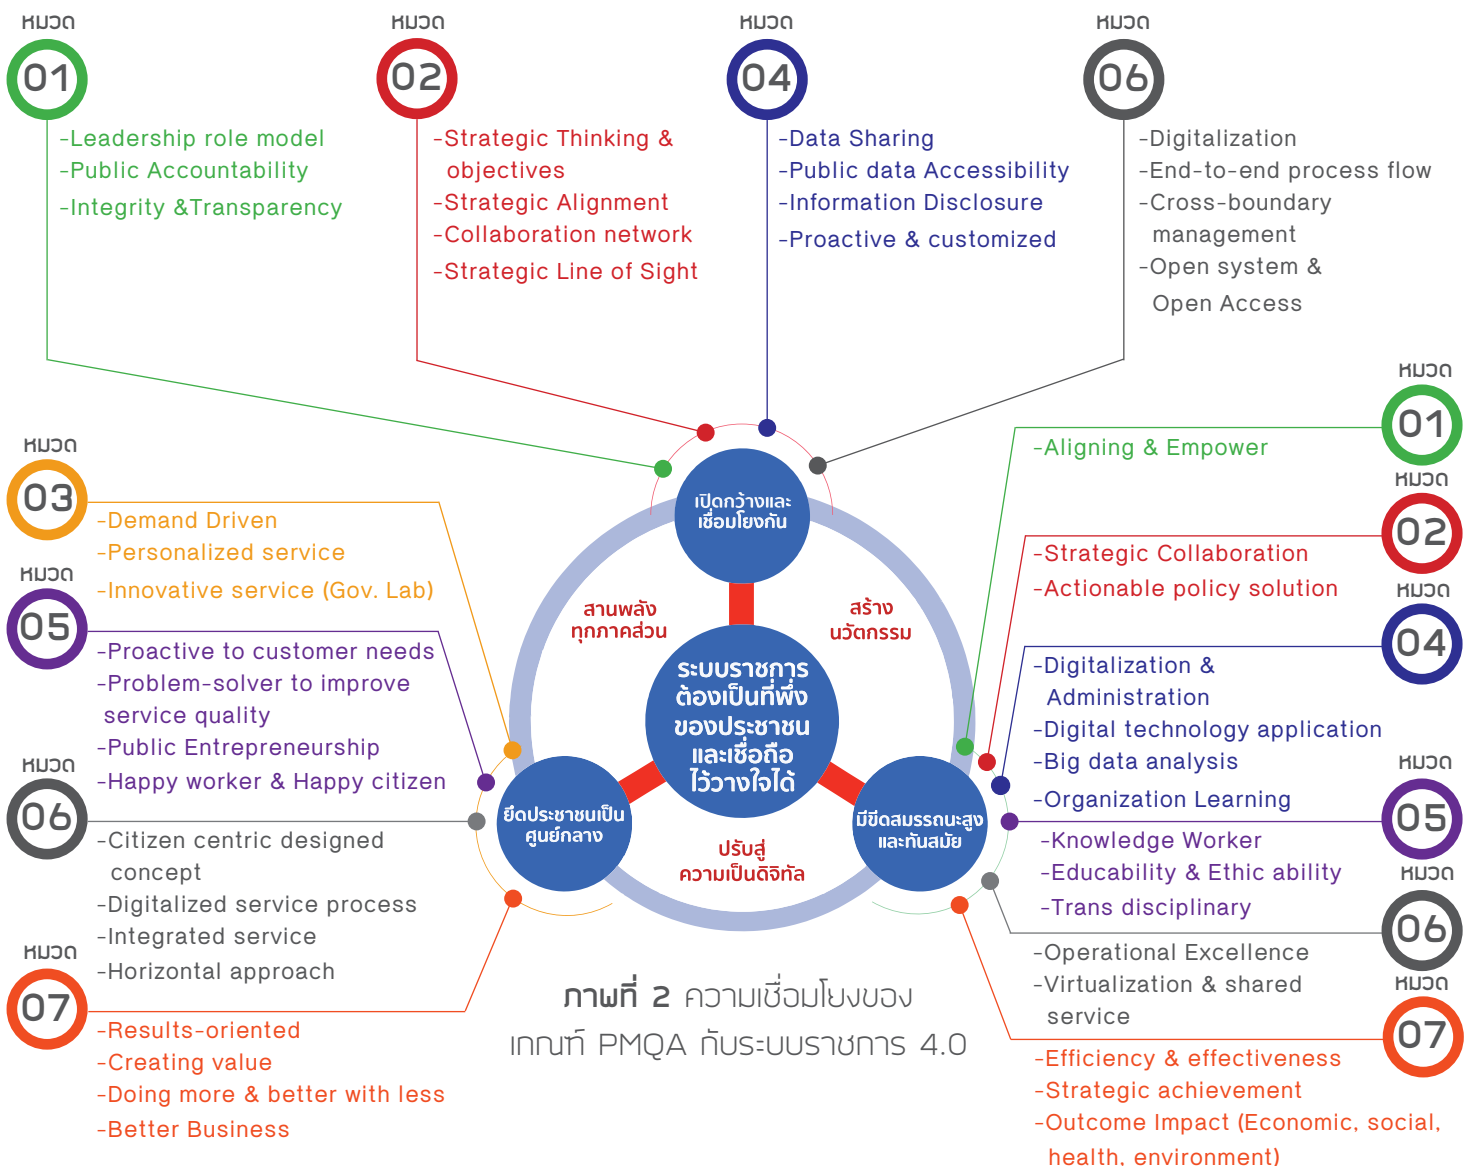 หมวด
01
-Leadership role model
-Public Accountability
-Integrity &Transparency
หมวด
02
-Strategic Thinking &
objectives
-Strategic Alignment
-Collaboration network
-Strategic Line of Sight
หมวด
04
-Data Sharing
-Public data Accessibility
-Information Disclosure
-Proactive & customized
หมวด
06
-Digitalization
-End-to-end process flow
-Cross-boundary
management
-Open system &
Open Access
หมวด
03
-Demand Driven
-Personalized service
-Innovative service (Gov. Lab)
หมวด
05
-Proactive to customer needs
-Problem-solver to improve
service quality
-Public Entrepreneurship
-Happy worker & Happy citizen
หมวด
06
-Citizen centric designed
concept
-Digitalized service process
-Integrated service
-Horizontal approach
หมวด
07
-Results-oriented
-Creating value
-Doing more & better with less
-Better Business
เปิดกว้างและ
เชื่อมโยงกัน
สานพลัง
ทุกภาคส่วน
สร้าง
นวัตกรรม
ระบบราชการ
ต้องเป็นที่พึ่ง
ของประชาชน
และเชื่อถือ
ไว้วางใจได้
ยึดประชาชนเป็น
ศูนย์กลาง
มีขีดสมรรถนะสูง
และทันสมัย
ปรับสู่
ความเป็นดิจิทัล
หมวด
01
-Aligning & Empower
หมวด
02
-Strategic Collaboration
-Actionable policy solution
หมวด
04
-Digitalization &
Administration
-Digital technology application
-Big data analysis
-Organization Learning
หมวด
05
-Knowledge Worker
-Educability & Ethic ability
-Trans disciplinary
หมวด
06
-Operational Excellence
-Virtualization & shared
service
หมวด
07
-Efficiency & effectiveness
-Strategic achievement
-Outcome Impact (Economic, social,
health, environment)
ภาพที่ 2 ความเชื่อมโยงของ
เกณฑ์ PMQA กับระบบราชการ 4.0